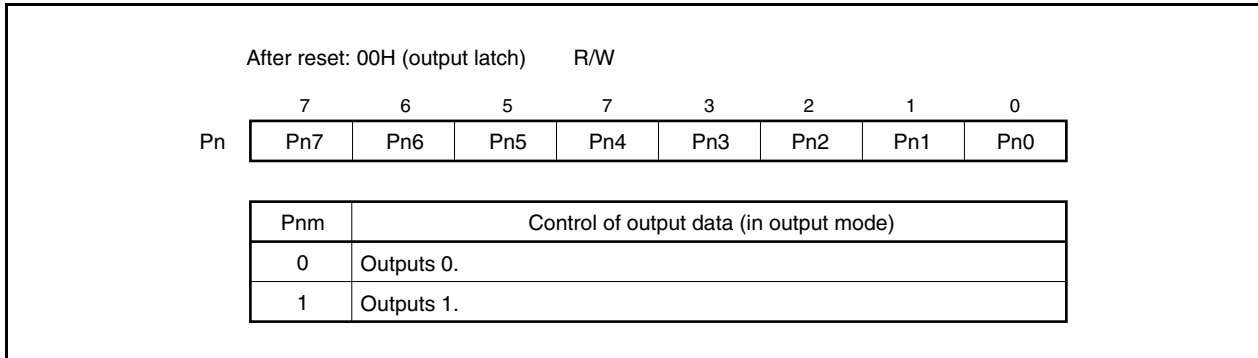 After reset: 00H (output latch) R/W
7 6 5 7 3 2 1 0
Pn Pn7 Pn6 Pn5 Pn4 Pn3 Pn2 Pn1 Pn0
Pnm Control of output data (in output mode)
0 Outputs 0.
1 Outputs 1.